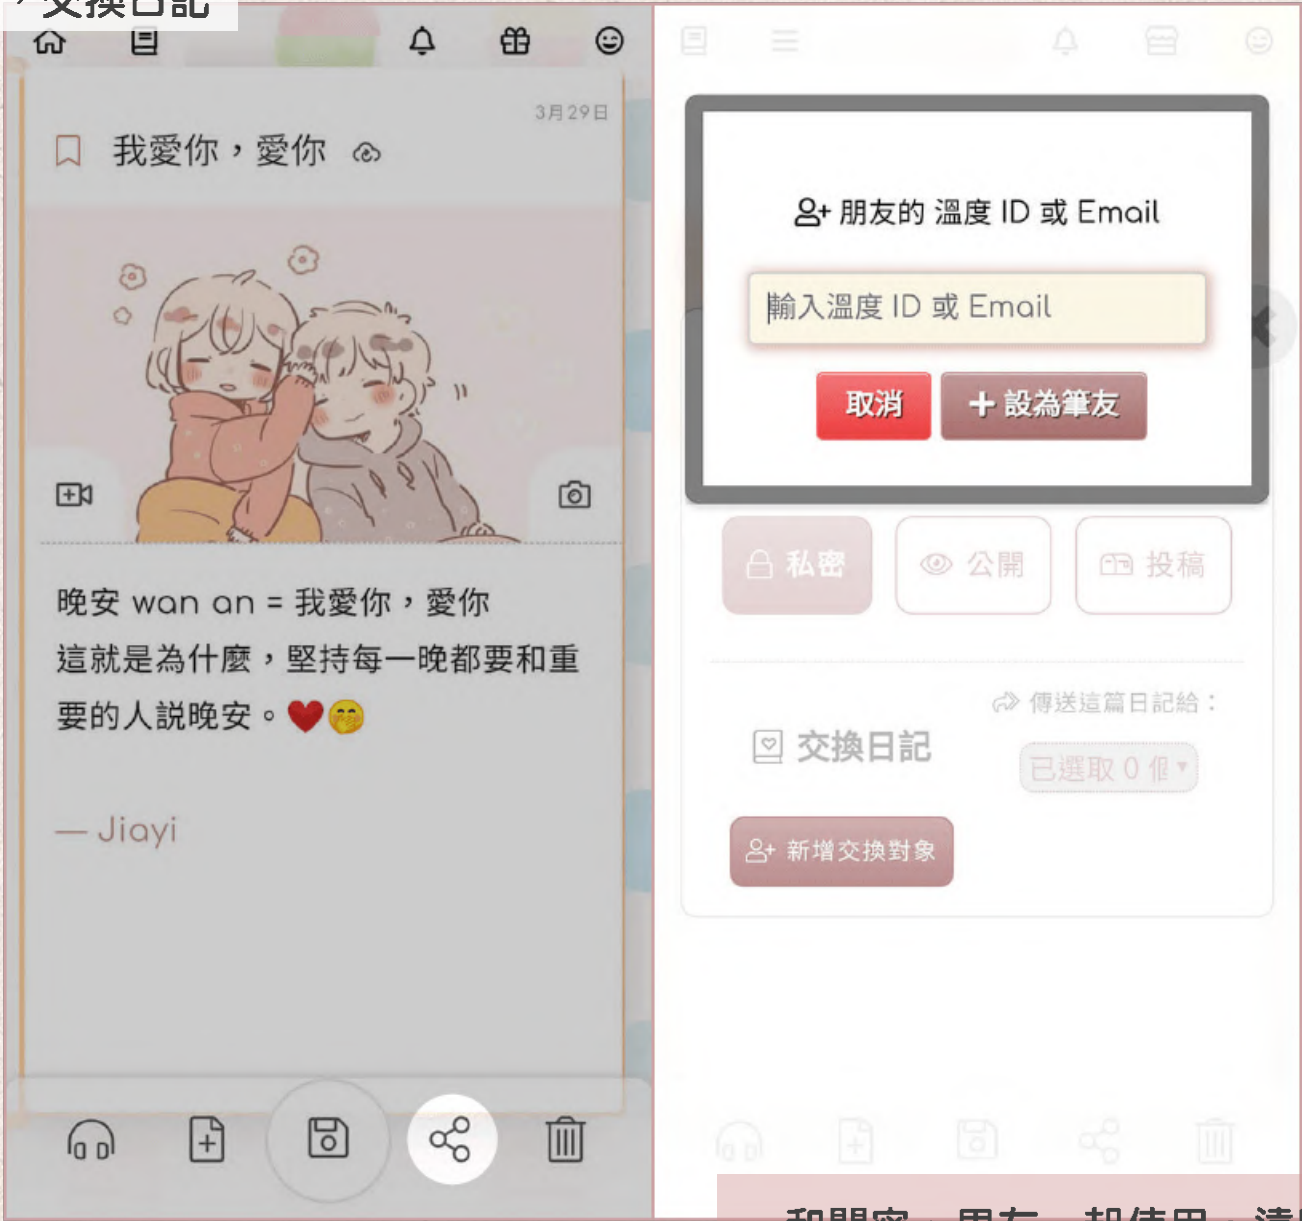 ，交換日記
3月29日
我愛你，愛你
晚安 wan an = 我愛你，愛你
這就是為什麼，堅持每一晚都要和重
要的人說晚安。❤️🤭
— Jiayi
朋友的 溫度 ID 或 Email
輸入溫度 ID 或 Email
取消
+ 設為筆友
私密
公開
投稿
交換日記
傳送這篇日記給：
已選取 0 個
新增交換對象